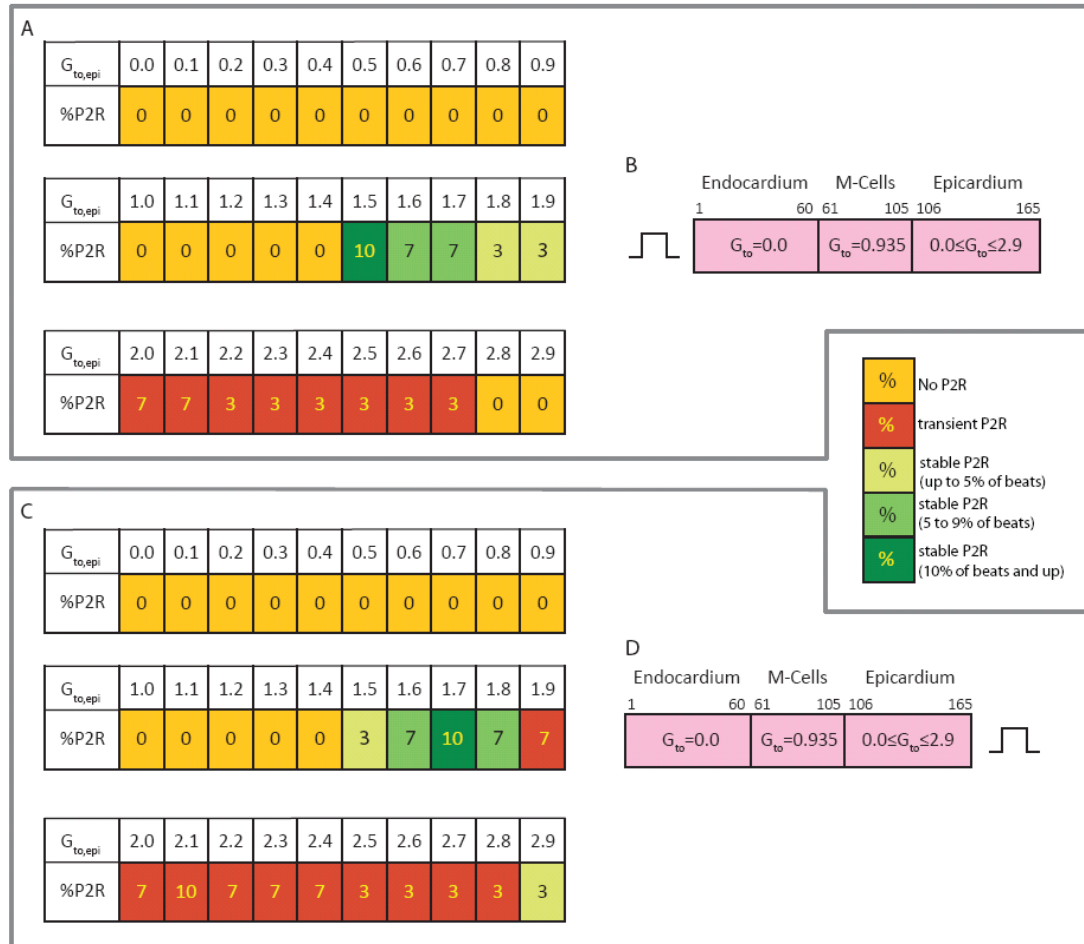 A
G_to,epi 0.0 0.1 0.2 0.3 0.4 0.5 0.6 0.7 0.8 0.9
%P2R 0 0 0 0 0 0 0 0 0 0
G_to,epi 1.0 1.1 1.2 1.3 1.4 1.5 1.6 1.7 1.8 1.9
%P2R 0 0 0 0 0 10 7 7 3 3
G_to,epi 2.0 2.1 2.2 2.3 2.4 2.5 2.6 2.7 2.8 2.9
%P2R 7 7 3 3 3 3 3 3 0 0
B
Endocardium M-Cells Epicardium
1 60 61 105 106 165
G_to=0.0 G_to=0.935 0.0≤G_to≤2.9
% No P2R
% transient P2R
% stable P2R
(up to 5% of beats)
% stable P2R
(5 to 9% of beats)
% stable P2R
(10% of beats and up)
C
G_to,epi 0.0 0.1 0.2 0.3 0.4 0.5 0.6 0.7 0.8 0.9
%P2R 0 0 0 0 0 0 0 0 0 0
G_to,epi 1.0 1.1 1.2 1.3 1.4 1.5 1.6 1.7 1.8 1.9
%P2R 0 0 0 0 0 3 7 10 7 7
G_to,epi 2.0 2.1 2.2 2.3 2.4 2.5 2.6 2.7 2.8 2.9
%P2R 7 10 7 7 7 3 3 3 3 3
D
Endocardium M-Cells Epicardium
1 60 61 105 106 165
G_to=0.0 G_to=0.935 0.0≤G_to≤2.9